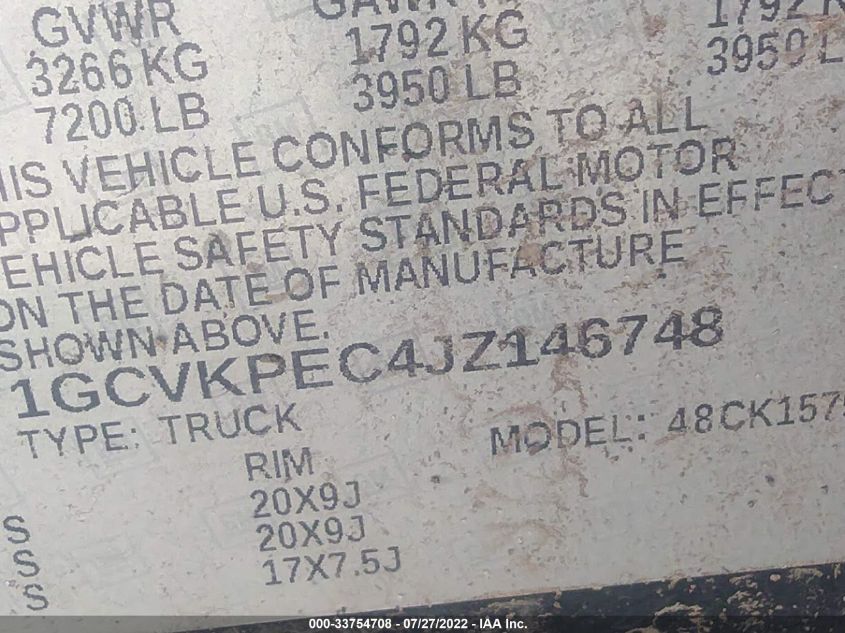 GVWR GAWR
3266 KG 1792 KG 1792
7200 LB 3950 LB 3950 L
HIS VEHICLE CONFORMS TO ALL
PPLICABLE U.S. FEDERAL MOTOR
EHICLE SAFETY STANDARDS IN EFFECT
ON THE DATE OF MANUFACTURE
SHOWN ABOVE.
1GCVKPEC4JZ146748
TYPE: TRUCK MODEL: 48CK157
RIM
S 20X9J
S 20X9J
S 17X7.5J
000-33754708 / 07/27/2022 - IAA Inc.